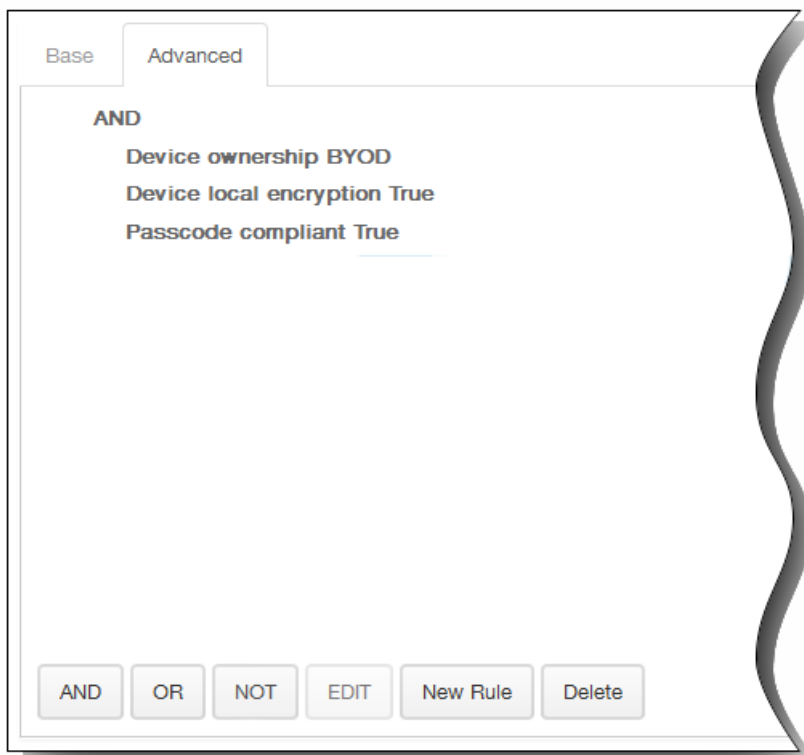 Base Advanced
AND
Device ownership BYOD
Device local encryption True
Passcode compliant True
AND OR NOT EDIT New Rule Delete